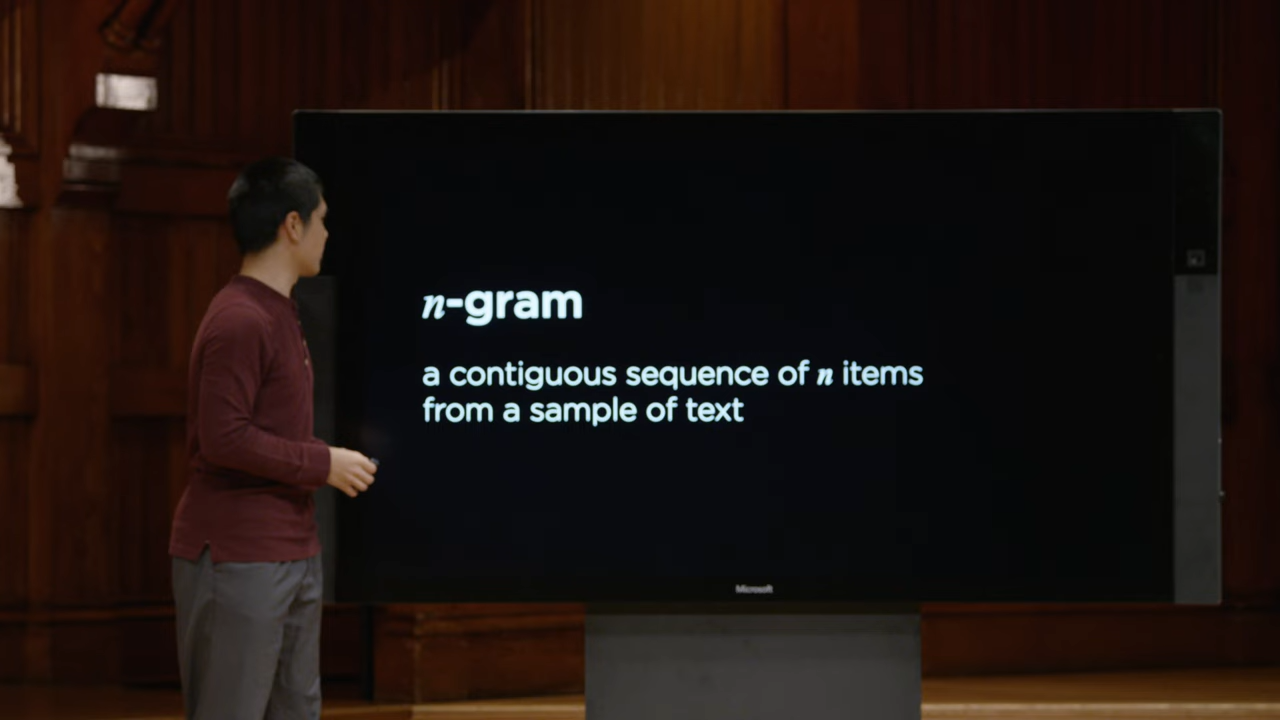 n-gram
a contiguous sequence of n items
from a sample of text
Microsoft